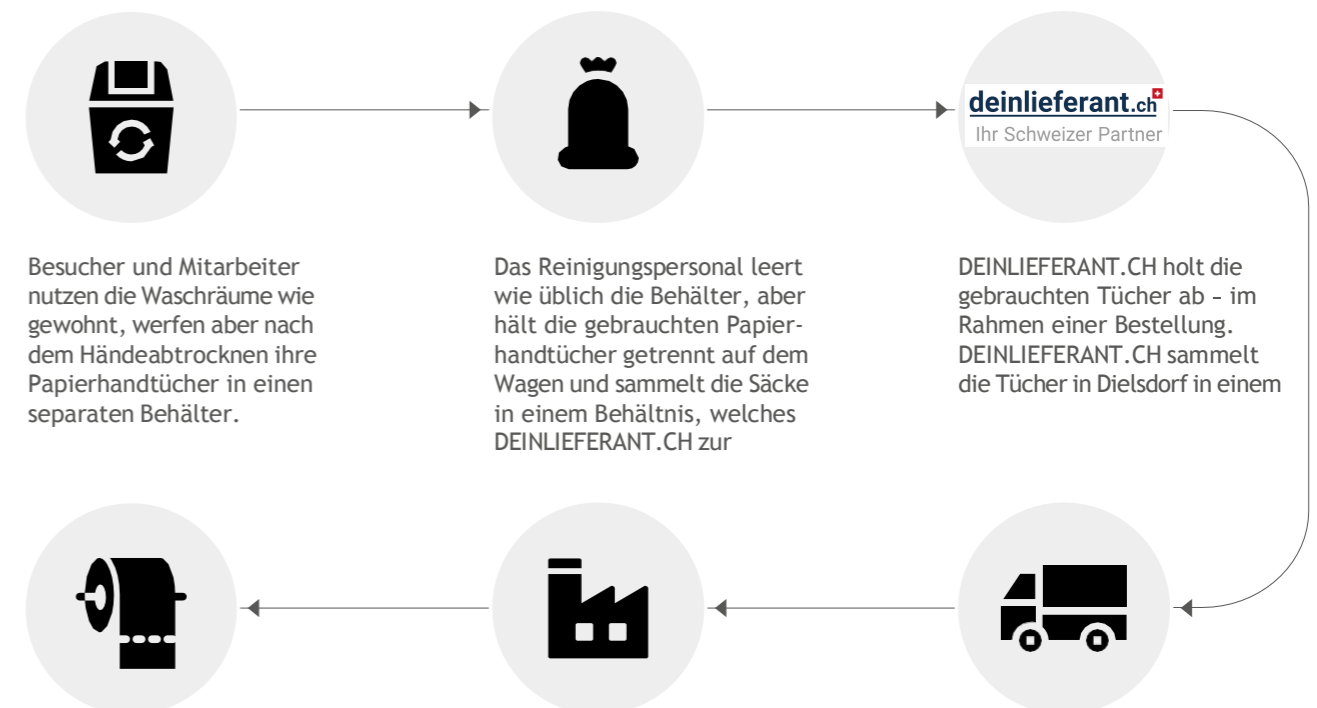 deinlieferant.ch
Ihr Schweizer Partner
Besucher und Mitarbeiter
nutzen die Waschräume wie
gewohnt, werfen aber nach
dem Händeabtrocknen ihre
Papierhandtücher in einen
separaten Behälter.
Das Reinigungspersonal leert
wie üblich die Behälter, aber
hält die gebrauchten Papier-
handtücher getrennt auf dem
Wagen und sammelt die Säcke
in einem Behältnis, welches
DEINLIEFERANT.CH zur
DEINLIEFERANT.CH holt die
gebrauchten Tücher ab – im
Rahmen einer Bestellung.
DEINLIEFERANT.CH sammelt
die Tücher in Dielsdorf in einem